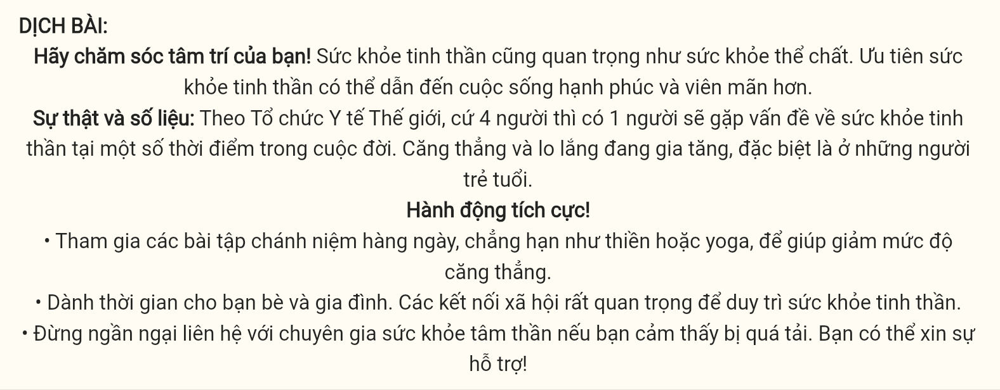 DỊCH BÀI:
Hãy chăm sóc tâm trí của bạn! Sức khỏe tinh thần cũng quan trọng như sức khỏe thể chất. Ưu tiên sức
khỏe tinh thần có thể dẫn đến cuộc sống hạnh phúc và viên mãn hơn.
Sự thật và số liệu: Theo Tổ chức Y tế Thế giới, cứ 4 người thì có 1 người sẽ gặp vấn đề về sức khỏe tinh
thần tại một số thời điểm trong cuộc đời. Căng thẳng và lo lắng đang gia tăng, đặc biệt là ở những người
trẻ tuổi.
Hành động tích cực!
• Tham gia các bài tập chánh niệm hàng ngày, chẳng hạn như thiền hoặc yoga, để giúp giảm mức độ
căng thẳng.
• Dành thời gian cho bạn bè và gia đình. Các kết nối xã hội rất quan trọng để duy trì sức khỏe tinh thần.
• Đừng ngần ngại liên hệ với chuyên gia sức khỏe tâm thần nếu bạn cảm thấy bị quá tải. Bạn có thể xin sự
hỗ trợ!